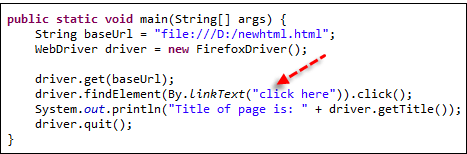 public static void main(String[] args) {
    String baseUrl = "file:///D:/newhtml.html";
    WebDriver driver = new FirefoxDriver();

    driver.get(baseUrl);
    driver.findElement(By.linkText("click here")).click();
    System.out.println("Title of page is: " + driver.getTitle());
    driver.quit();
}